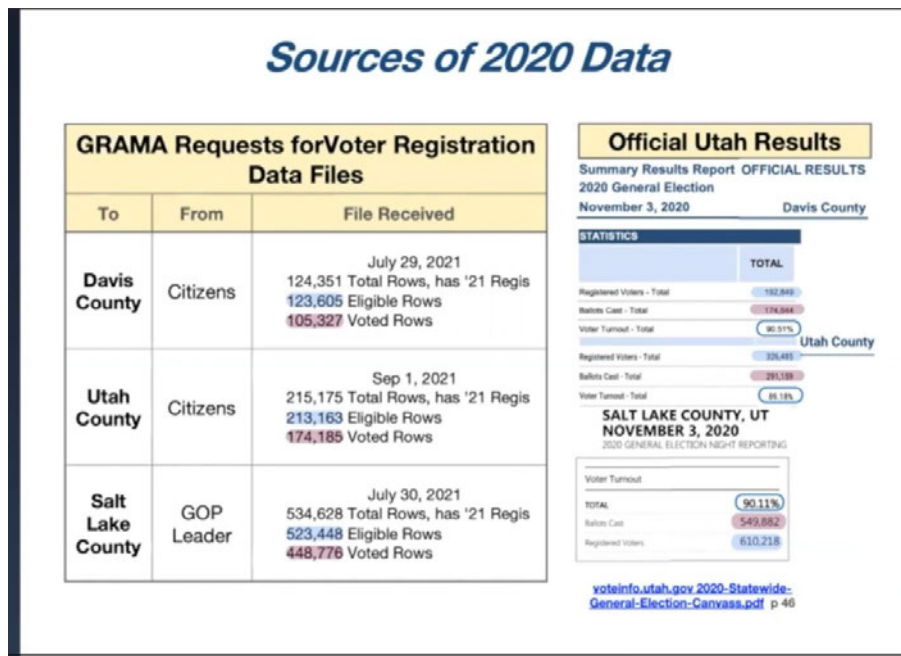 Sources of 2020 Data
GRAMA Requests forVoter Registration
Data Files
To
From
File Received
Davis
County
Citizens
July 29, 2021
124,351 Total Rows, has '21 Regis
123,605 Eligible Rows
105,327 Voted Rows
Utah
County
Citizens
Sep 1, 2021
215,175 Total Rows, has '21 Regis
213,163 Eligible Rows
174,185 Voted Rows
Salt
Lake
County
GOP
Leader
July 30, 2021
534,628 Total Rows, has '21 Regis
523,448 Eligible Rows
448,776 Voted Rows
Official Utah Results
Summary Results Report OFFICIAL RESULTS
2020 General Election
November 3, 2020
Davis County
STATISTICS
TOTAL
Registered Voters - Total
Ballots Cast - Total
Voter Turnout - Total 90.51%
Utah County
Registered Voters - Total
Ballots Cast - Total
Voter Turnout - Total
SALT LAKE COUNTY, UT
NOVEMBER 3, 2020
2020 GENERAL ELECTION NIGHT REPORTING
Voter Turnout
TOTAL 90.11%
Ballots Cast 549,882
Registered Voters 610,218
voteinfo.utah.gov 2020-Statewide-
General-Election-Canvass.pdf p 46